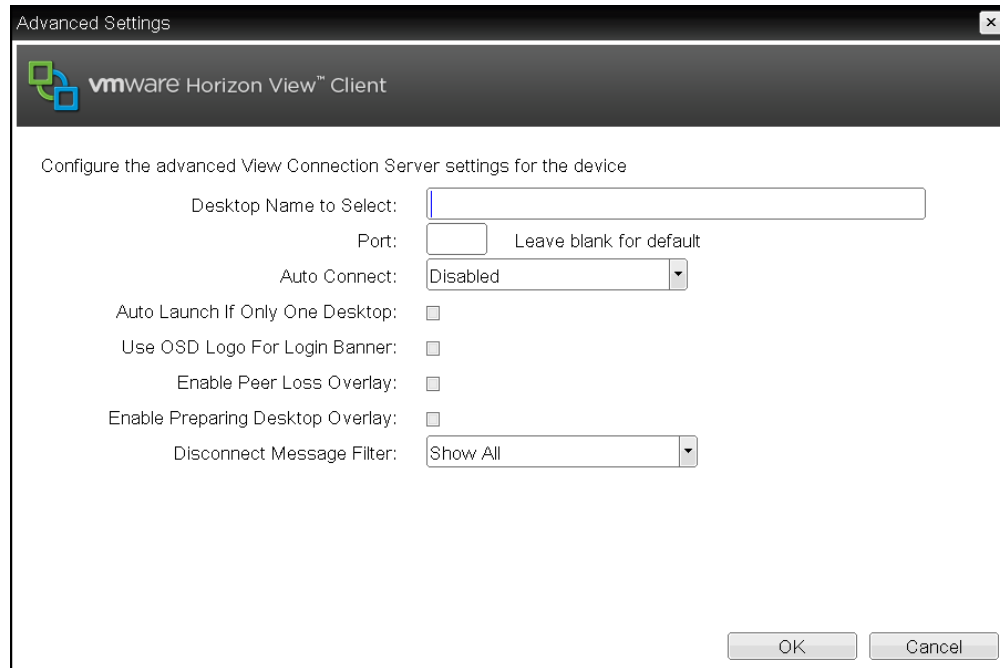 Advanced Settings
vmware Horizon View™ Client
Configure the advanced View Connection Server settings for the device
Desktop Name to Select:
Port: Leave blank for default
Auto Connect: Disabled
Auto Launch If Only One Desktop:
Use OSD Logo For Login Banner:
Enable Peer Loss Overlay:
Enable Preparing Desktop Overlay:
Disconnect Message Filter: Show All
OK Cancel